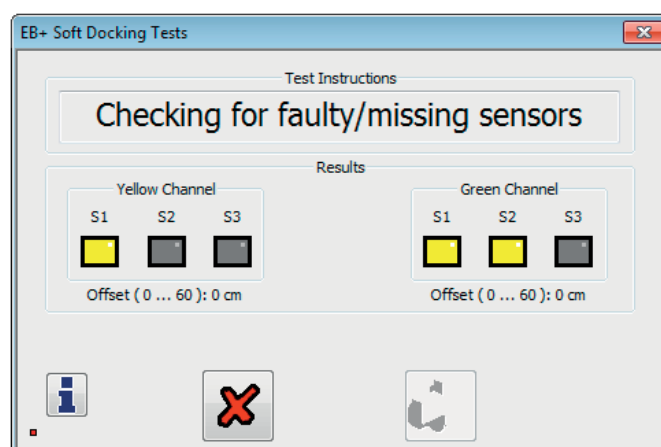 EB+ Soft Docking Tests
Test Instructions
Checking for faulty/missing sensors
Results
Yellow Channel
Green Channel
S1 S2 S3
S1 S2 S3
Offset ( 0 ... 60 ): 0 cm
Offset ( 0 ... 60 ): 0 cm